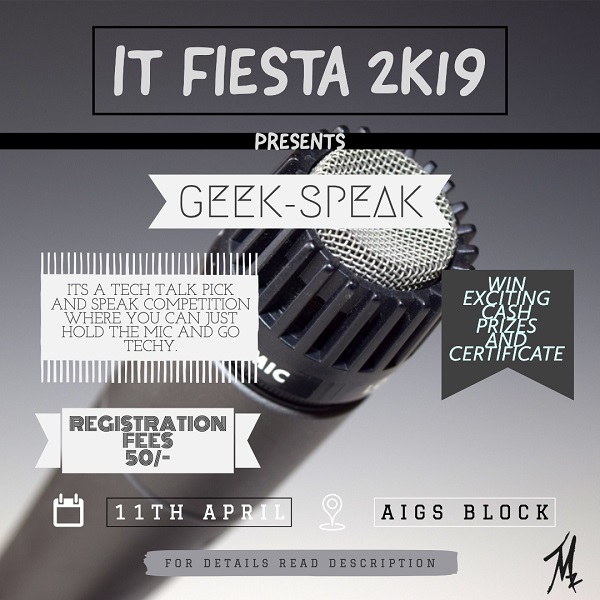 IT FIESTA 2K19
PRESENTS
GEEK-SPEAK
ITS A TECH TALK PICK
AND SPEAK COMPETITION
WHERE YOU CAN JUST
HOLD THE MIC AND GO
TECHY.
WIN
EXCITING
CASH
PRIZES
AND
CERTIFICATE
MIC
REGISTRATION
FEES
50/-
11TH APRIL
AIGS BLOCK
FOR DETAILS READ DESCRIPTION